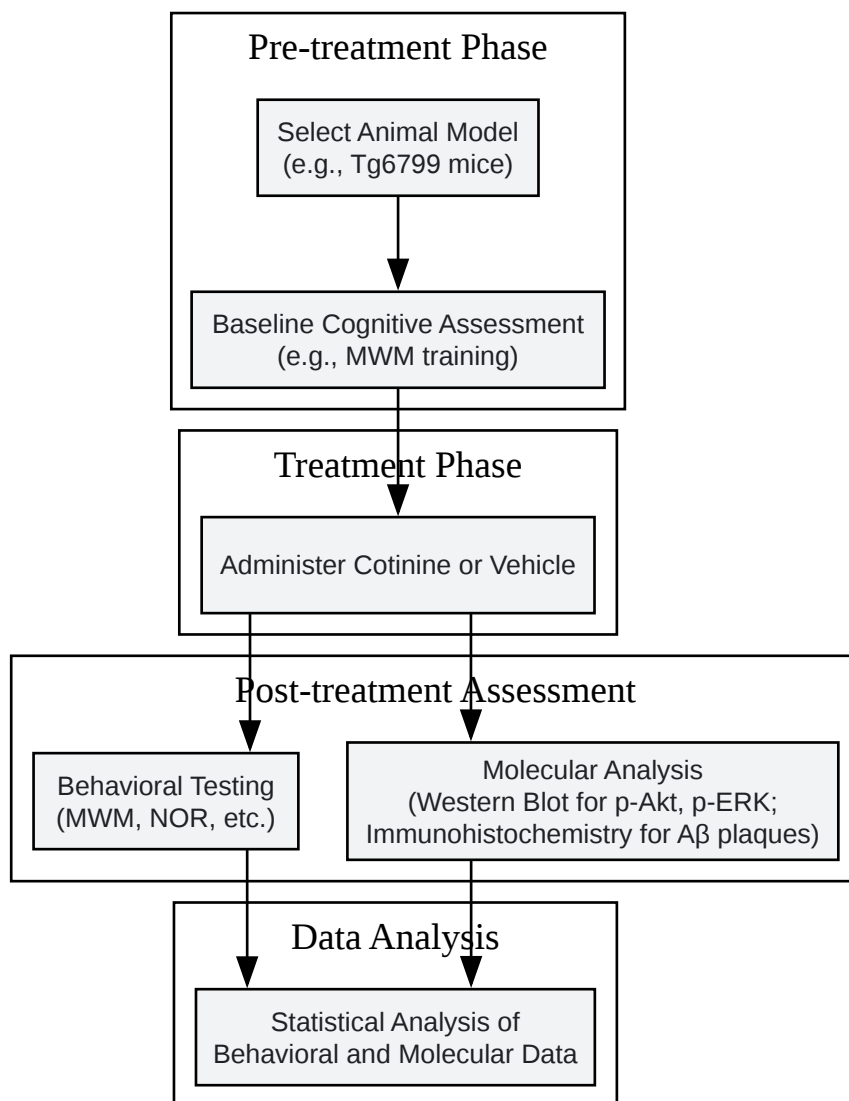 Pre-treatment Phase
Select Animal Model
(e.g., Tg6799 mice)
Baseline Cognitive Assessment
(e.g., MWM training)
Treatment Phase
Administer Cotinine or Vehicle
Post-treatment Assessment
Behavioral Testing
(MWM, NOR, etc.)
Molecular Analysis
(Western Blot for p-Akt, p-ERK;
Immunohistochemistry for Aβ plaques)
Data Analysis
Statistical Analysis of
Behavioral and Molecular Data